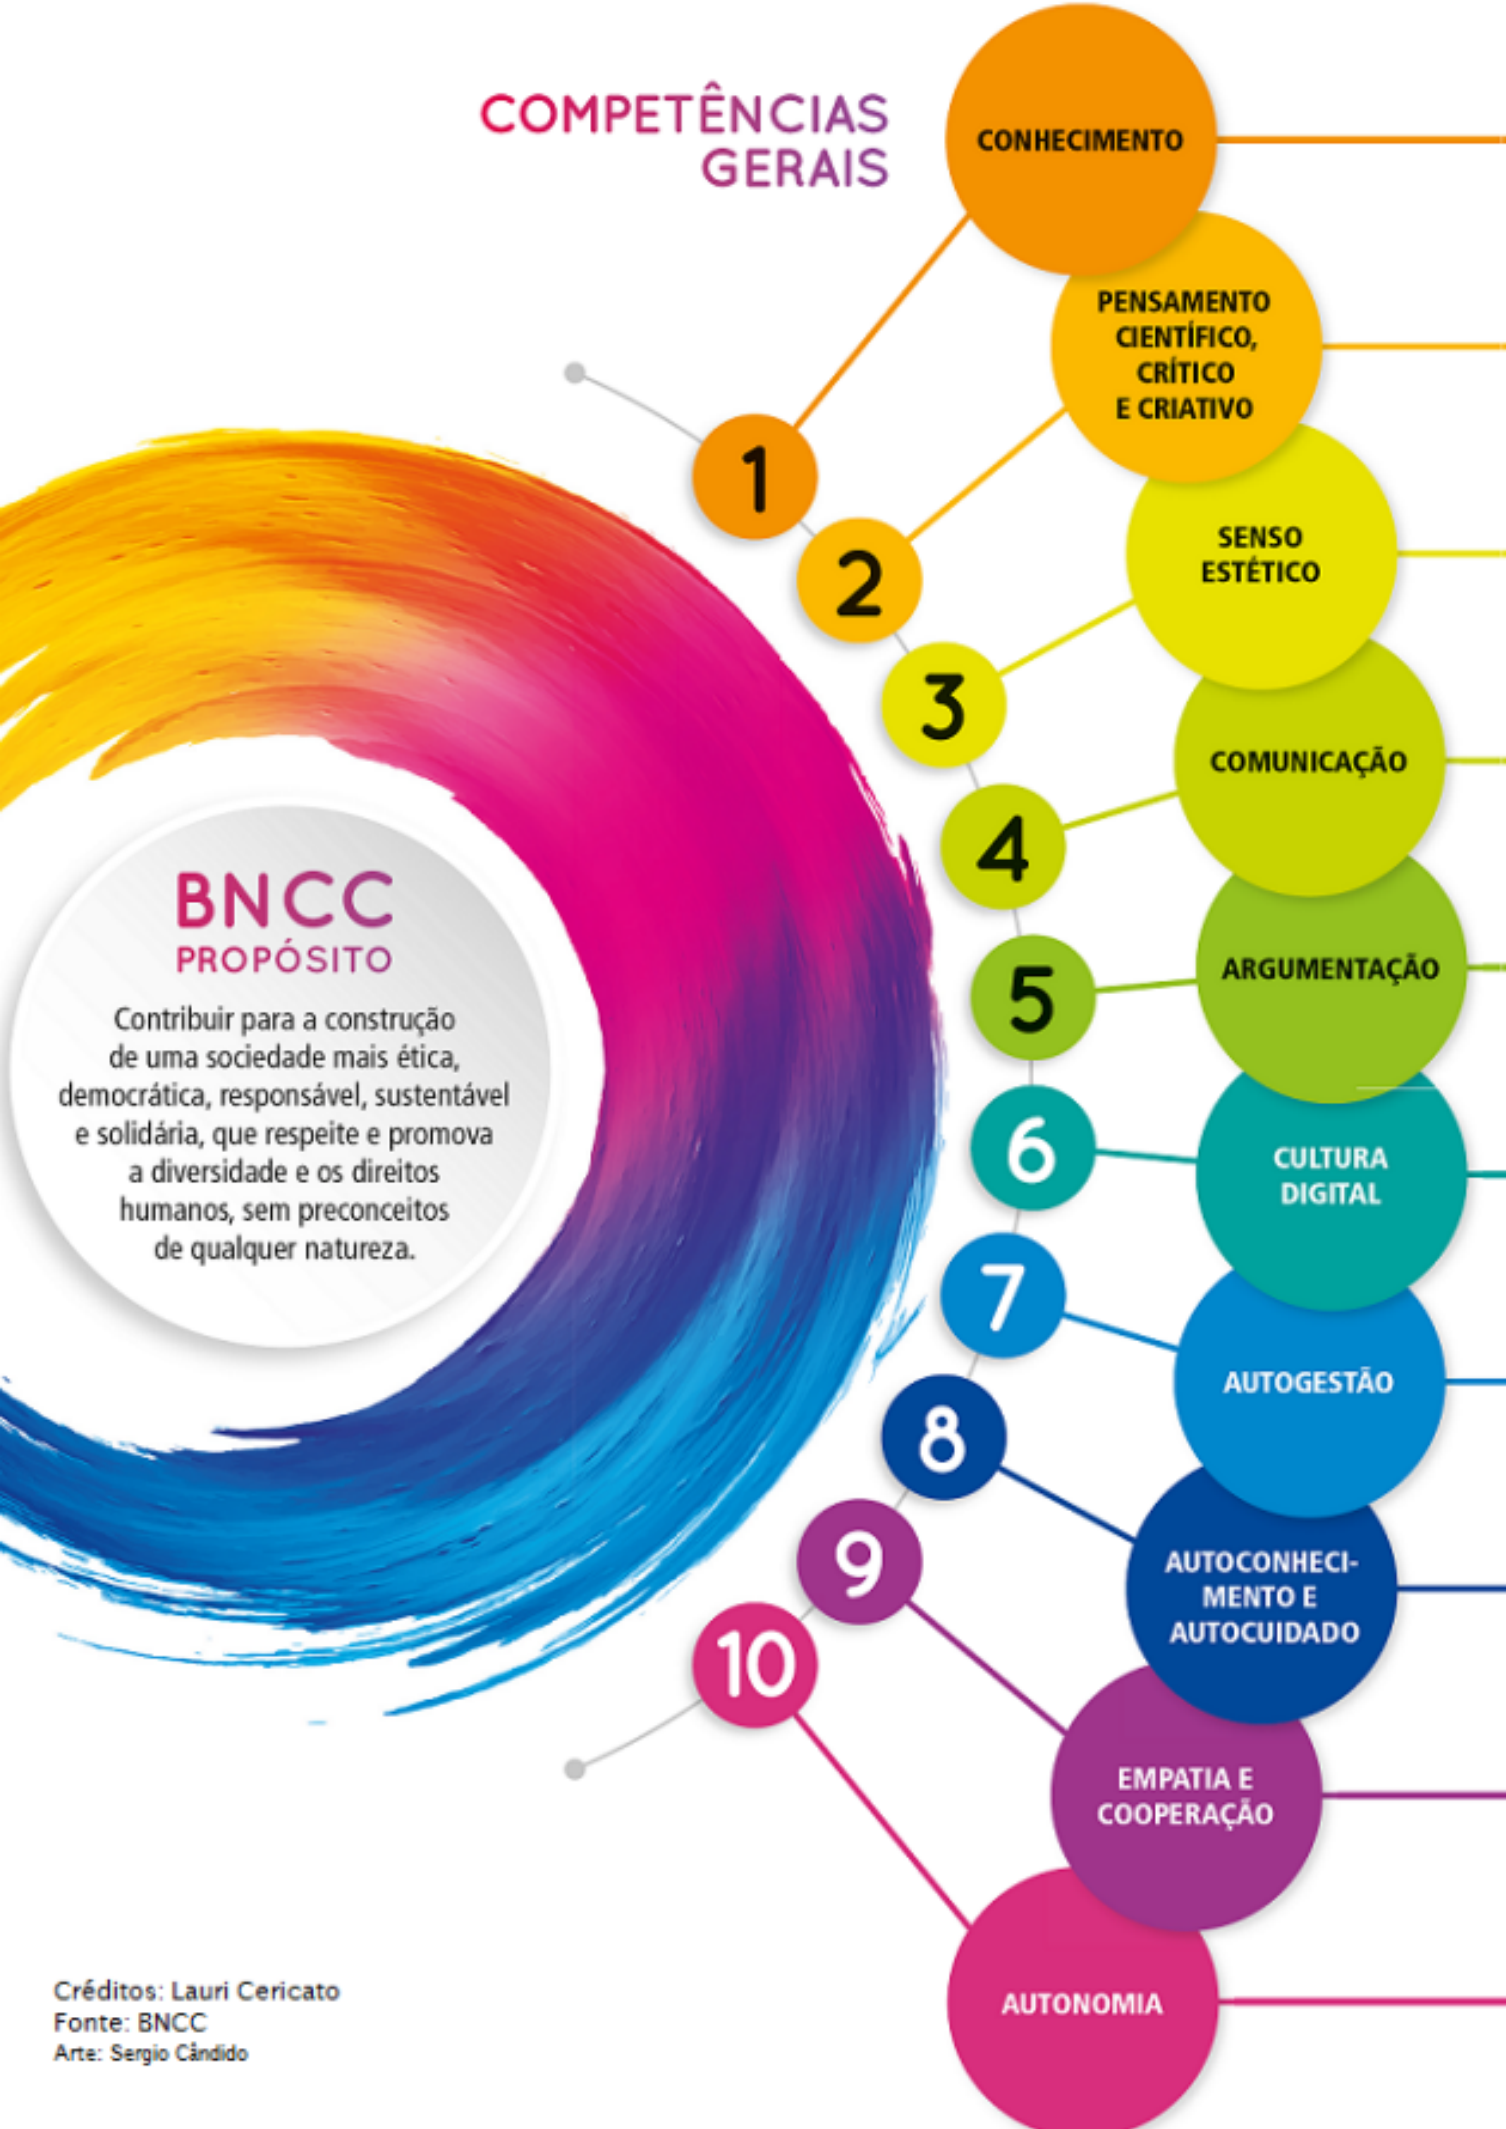 COMPETÊNCIAS
GERAIS
CONHECIMENTO
PENSAMENTO
CIENTÍFICO,
CRÍTICO
E CRIATIVO
SENSO
ESTÉTICO
COMUNICAÇÃO
ARGUMENTAÇÃO
CULTURA
DIGITAL
AUTOGESTÃO
AUTOCONHECI-
MENTO E
AUTOCUIDADO
EMPATIA E
COOPERAÇÃO
AUTONOMIA
1
2
3
4
5
6
7
8
9
10
BNCC
PROPÓSITO
Contribuir para a construção
de uma sociedade mais ética,
democrática, responsável, sustentável
e solidária, que respeite e promova
a diversidade e os direitos
humanos, sem preconceitos
de qualquer natureza.
Créditos: Lauri Cericato
Fonte: BNCC
Arte: Sergio Cândido